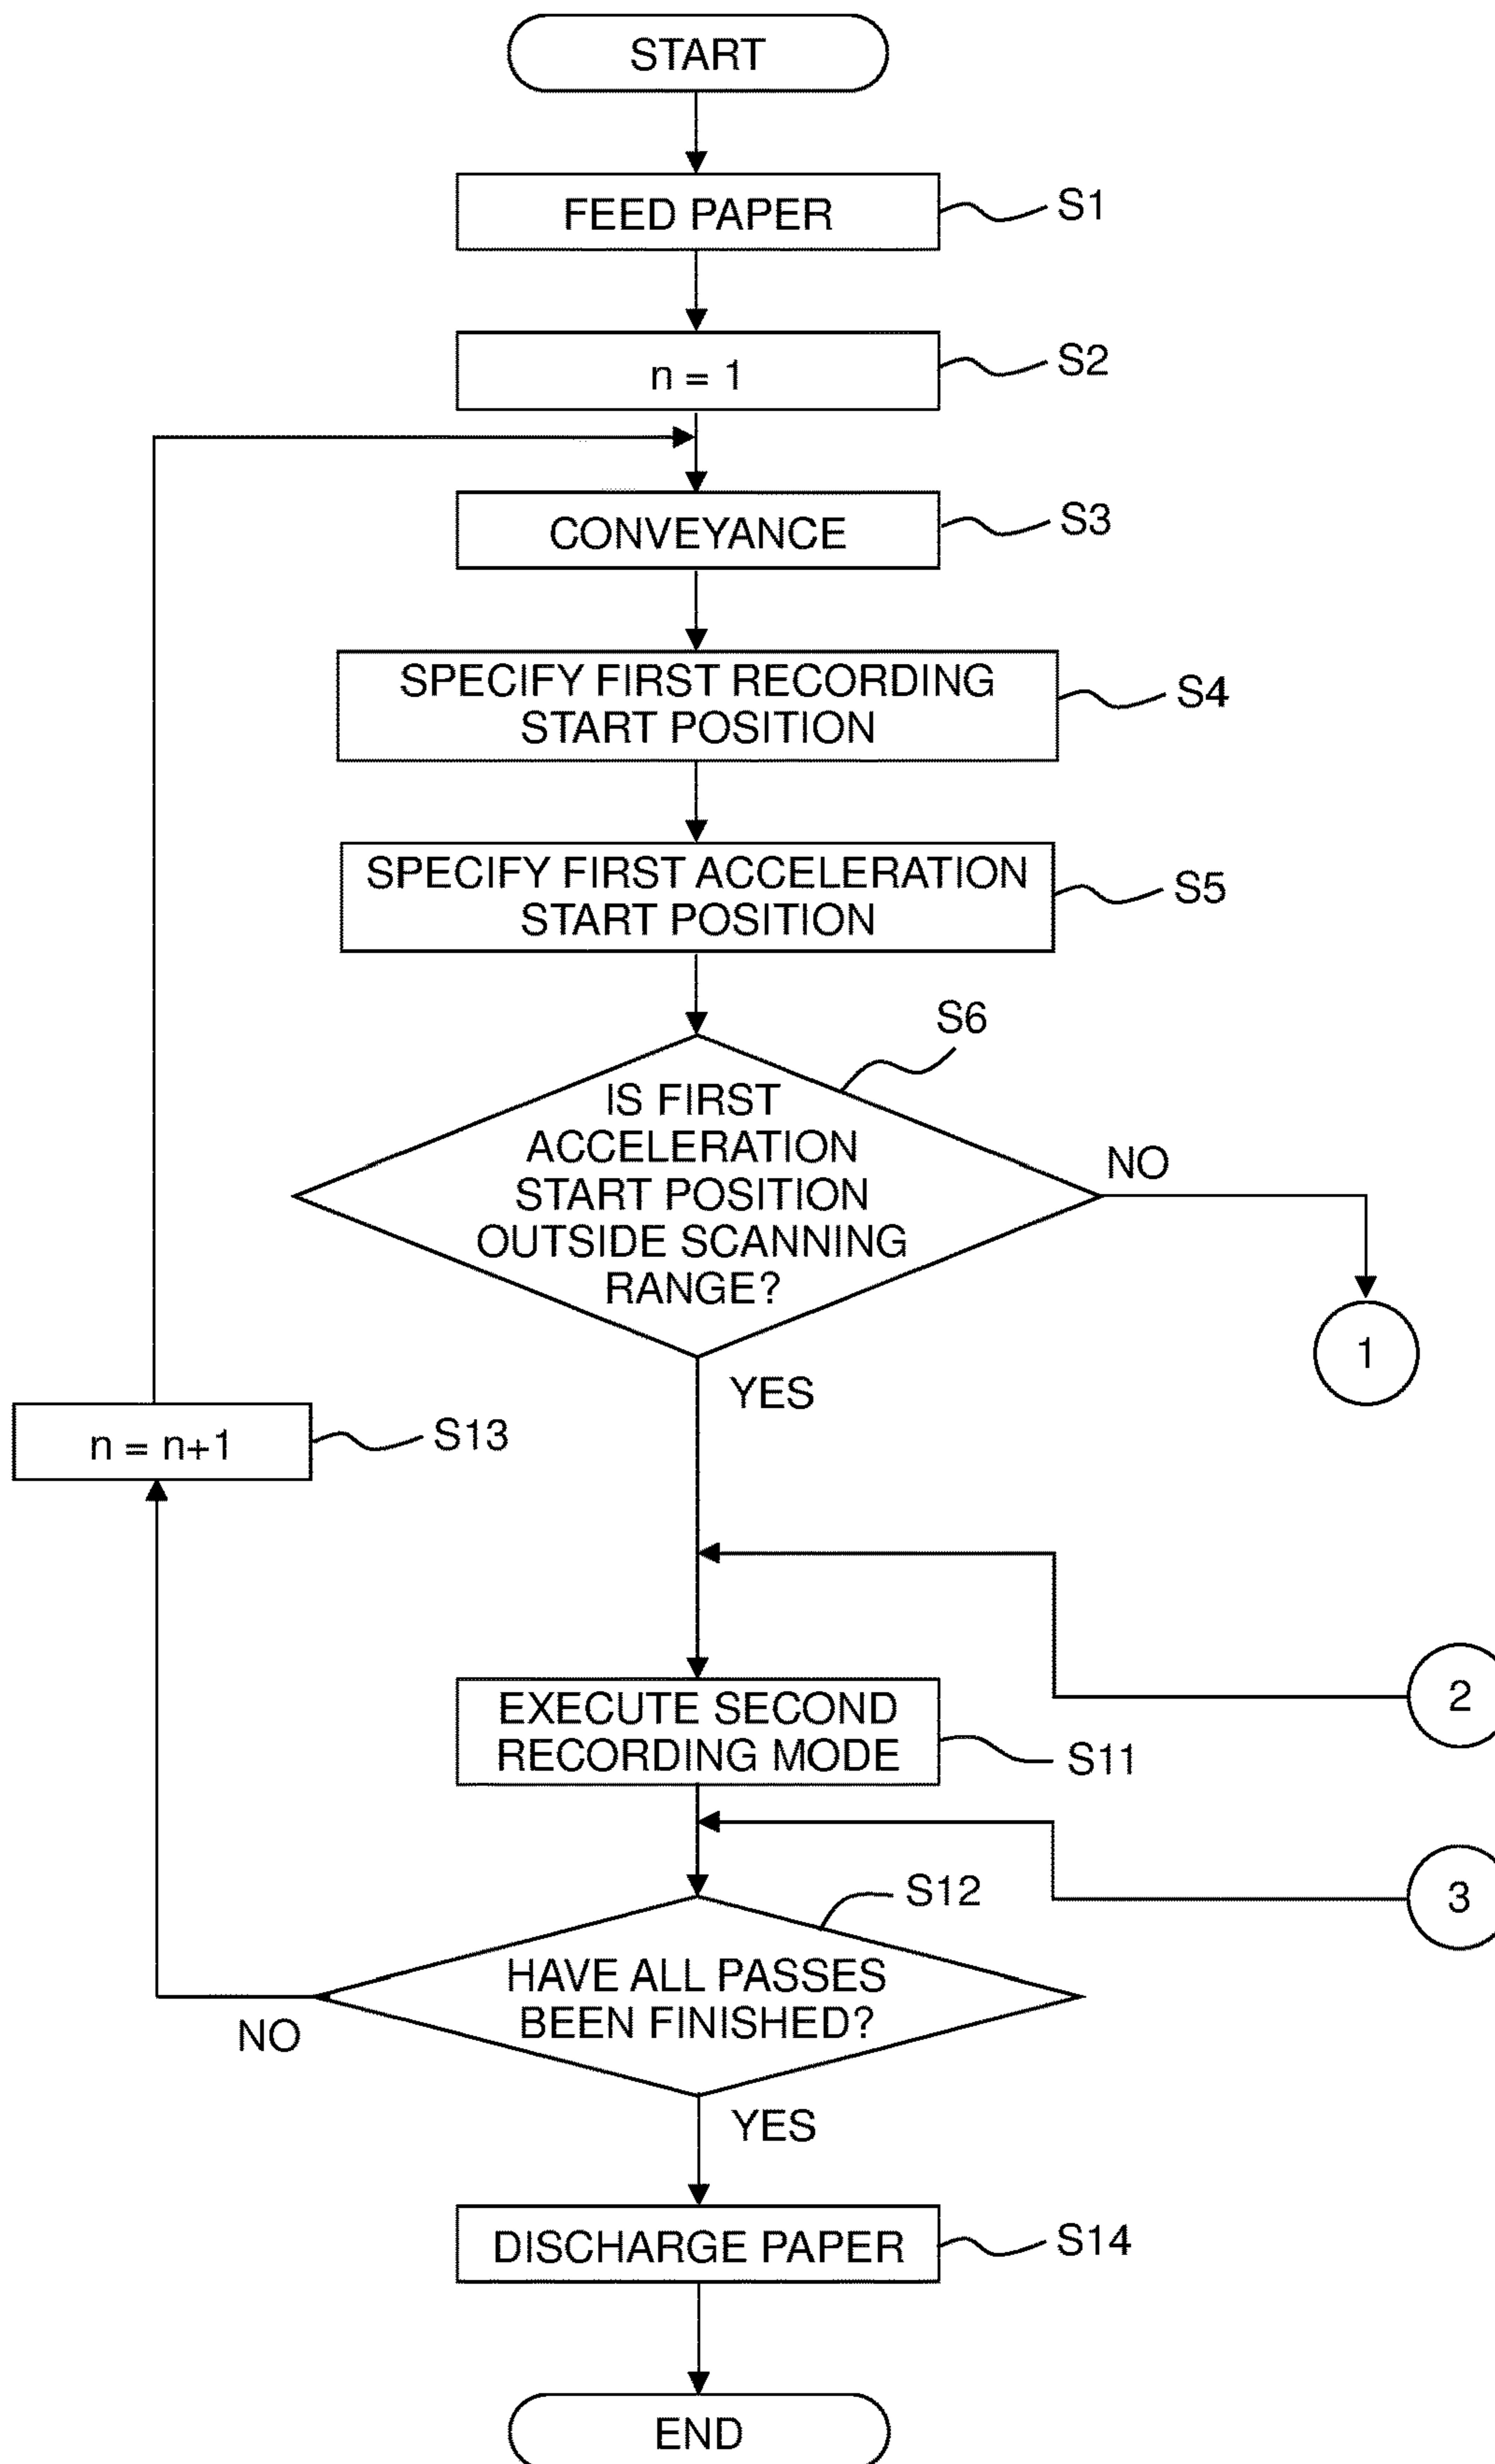 START
FEED PAPER
S1
n = 1
S2
CONVEYANCE
S3
SPECIFY FIRST RECORDING
START POSITION
S4
SPECIFY FIRST ACCELERATION
START POSITION
S5
S6
IS FIRST
ACCELERATION
START POSITION
OUTSIDE SCANNING
RANGE?
NO
1
YES
n = n+1
S13
2
EXECUTE SECOND
RECORDING MODE
S11
3
S12
HAVE ALL PASSES
BEEN FINISHED?
NO
YES
DISCHARGE PAPER
S14
END